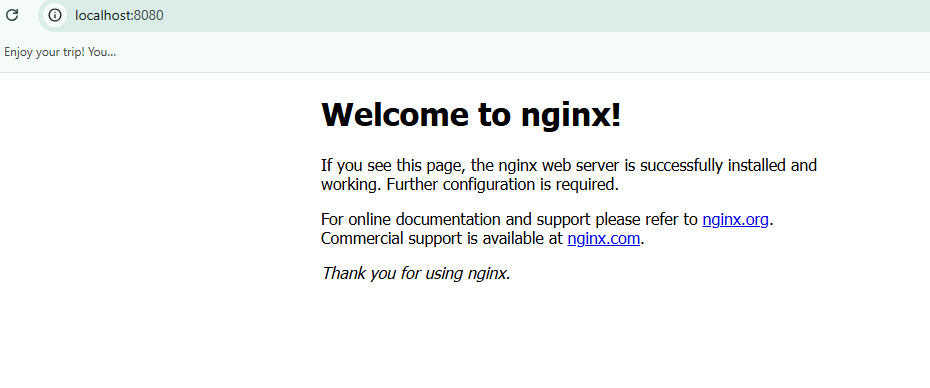 localhost:8080
Enjoy your trip! You...
Welcome to nginx!
If you see this page, the nginx web server is successfully installed and
working. Further configuration is required.
For online documentation and support please refer to nginx.org.
Commercial support is available at nginx.com.
Thank you for using nginx.